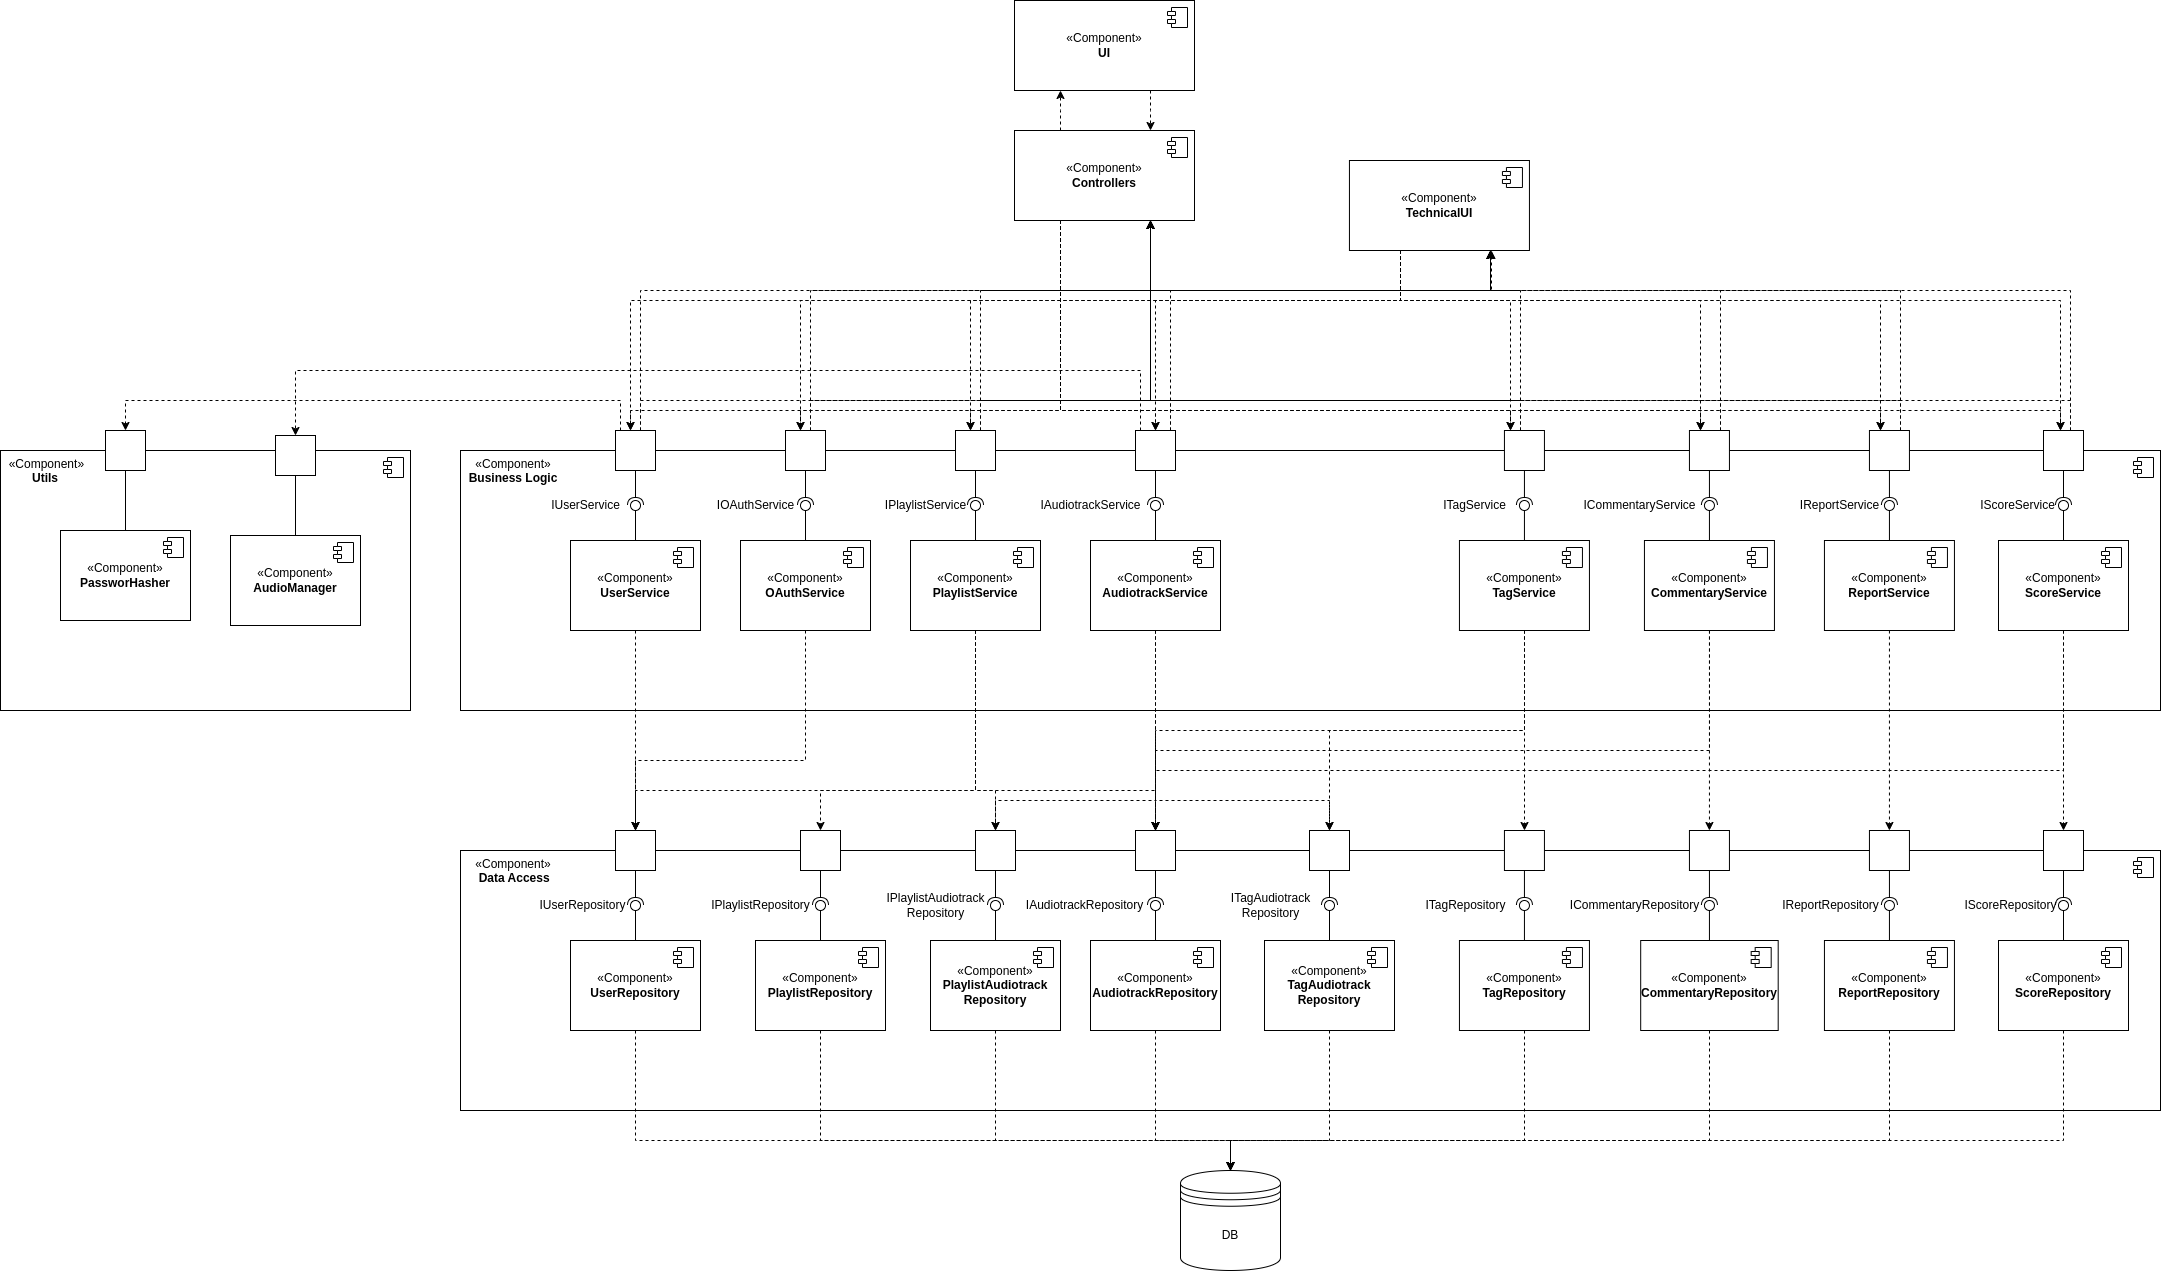 «Component»
UI
«Component»
Controllers
«Component»
TechnicalUI
«Component»
Utils
«Component»
PassworHasher
«Component»
AudioManager
«Component»
Business Logic
IUserService
IOAuthService
IPlaylistService
IAudiotrackService
ITagService
ICommentaryService
IReportService
IScoreService
«Component»
UserService
«Component»
OAuthService
«Component»
PlaylistService
«Component»
AudiotrackService
«Component»
TagService
«Component»
CommentaryService
«Component»
ReportService
«Component»
ScoreService
«Component»
Data Access
IUserRepository
IPlaylistRepository
IPlaylistAudiotrack
Repository
IAudiotrackRepository
ITagAudiotrack
Repository
ITagRepository
ICommentaryRepository
IReportRepository
IScoreRepository
«Component»
UserRepository
«Component»
PlaylistRepository
«Component»
PlaylistAudiotrack
Repository
«Component»
AudiotrackRepository
«Component»
TagAudiotrack
Repository
«Component»
TagRepository
«Component»
CommentaryRepository
«Component»
ReportRepository
«Component»
ScoreRepository
DB